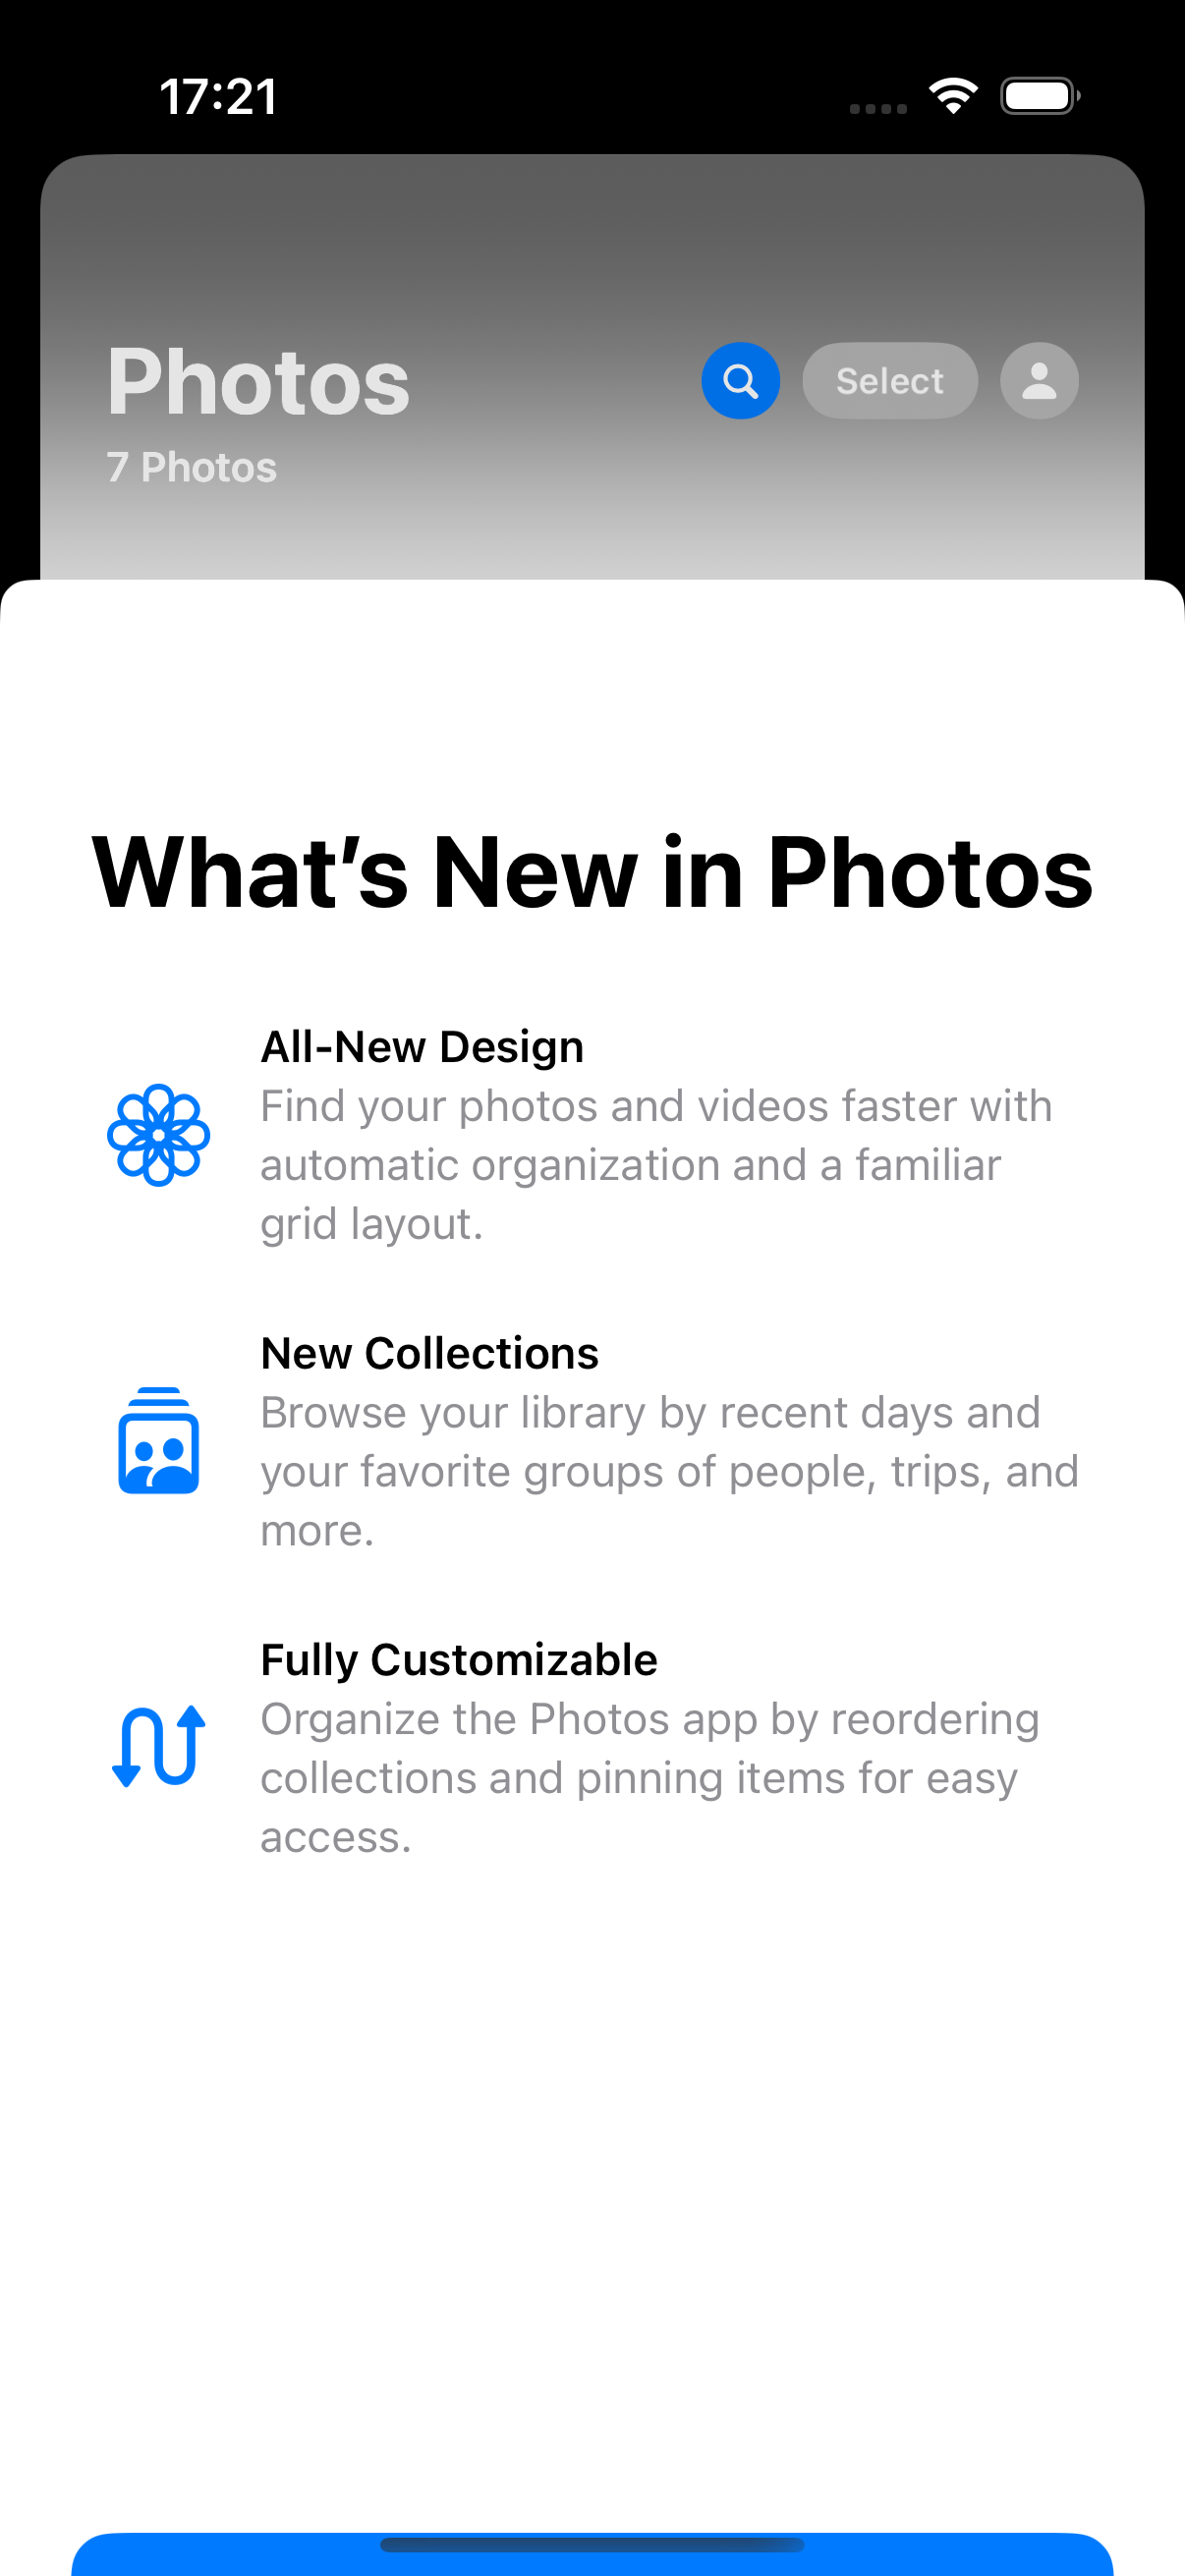 17:21
Photos
Select
7 Photos
What’s New in Photos
All-New Design
Find your photos and videos faster with
automatic organization and a familiar
grid layout.
New Collections
Browse your library by recent days and
your favorite groups of people, trips, and
more.
Fully Customizable
Organize the Photos app by reordering
collections and pinning items for easy
access.